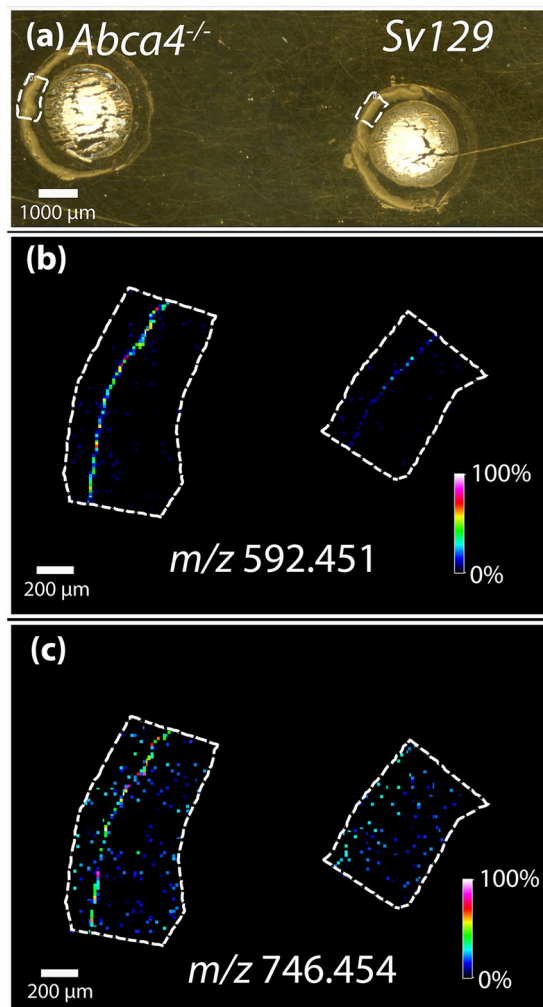 (a) Abca4-/- Sv129
1000 µm
(b)
100%
0%
200 µm
m/z 592.451
(c)
100%
0%
200 µm
m/z 746.454